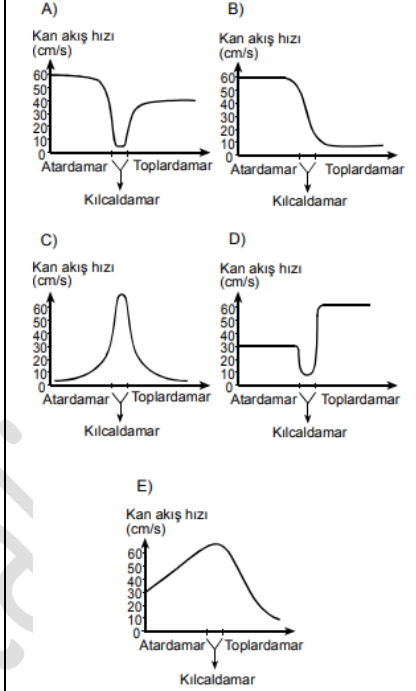 A)
Kan akış hızı
(cm/s)
60
50
40
30
20
10
0
Atardamar
Toplardamar
Kılcaldamar
B)
Kan akış hızı
(cm/s)
60
50
40
30
20
10
0
Atardamar
Toplardamar
Kılcaldamar
C)
Kan akış hızı
(cm/s)
60
50
40
30
20
10
0
Atardamar
Toplardamar
Kılcaldamar
D)
Kan akış hızı
(cm/s)
60
50
40
30
20
10
0
Atardamar
Toplardamar
Kılcaldamar
E)
Kan akış hızı
(cm/s)
60
50
40
30
20
10
0
Atardamar
Toplardamar
Kılcaldamar